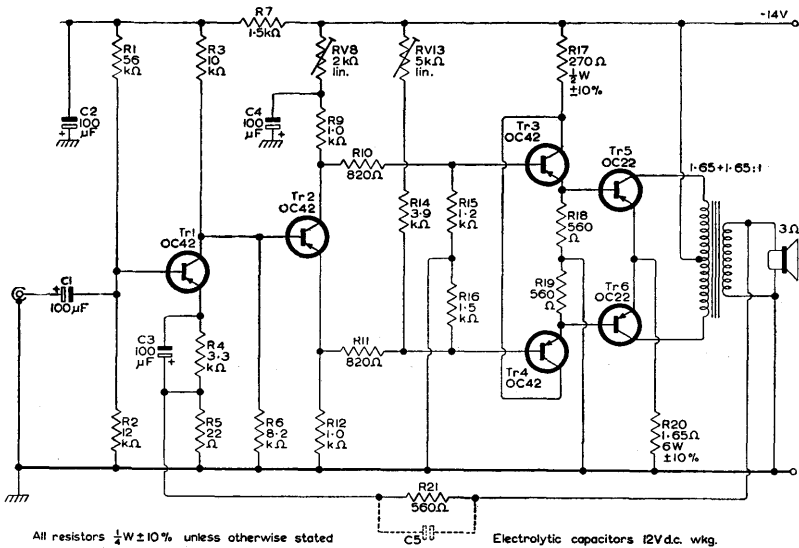 R7
1.5kΩ
-14V
R1
56
kΩ
R3
10
kΩ
RV8
2kΩ
lin.
RV13
5kΩ
lin.
R17
270Ω
½W
±10%
C2
100
μF
+
C4
100
μF
+
R9
1.0
kΩ
Tr3
OC42
Tr5
OC22
1.65+1.65:1
R10
820Ω
R14
3.9
kΩ
R15
1.2
kΩ
Tr2
OC42
Tr1
OC42
R18
560
Ω
3Ω
C1
+
100μF
R16
1.5
kΩ
R19
560
Ω
Tr6
OC22
C3
100
μF
+
R4
3.3
kΩ
R11
820Ω
Tr4
OC42
R2
12
kΩ
R5
22
Ω
R6
8.2
kΩ
R12
1.0
kΩ
R20
1.65Ω
6W
±10%
R21
560Ω
C5
All resistors ¼W±10% unless otherwise stated
Electrolytic capacitors 12V d.c. wkg.